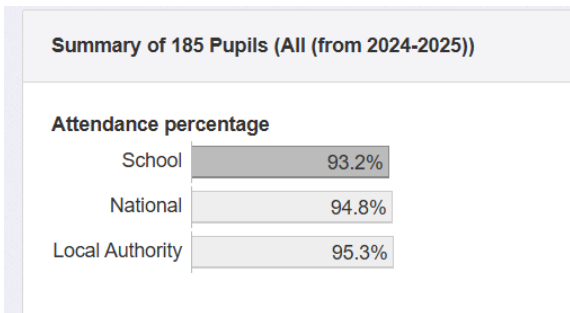 Summary of 185 Pupils (All (from 2024-2025))
Attendance percentage
School 93.2%
National 94.8%
Local Authority 95.3%